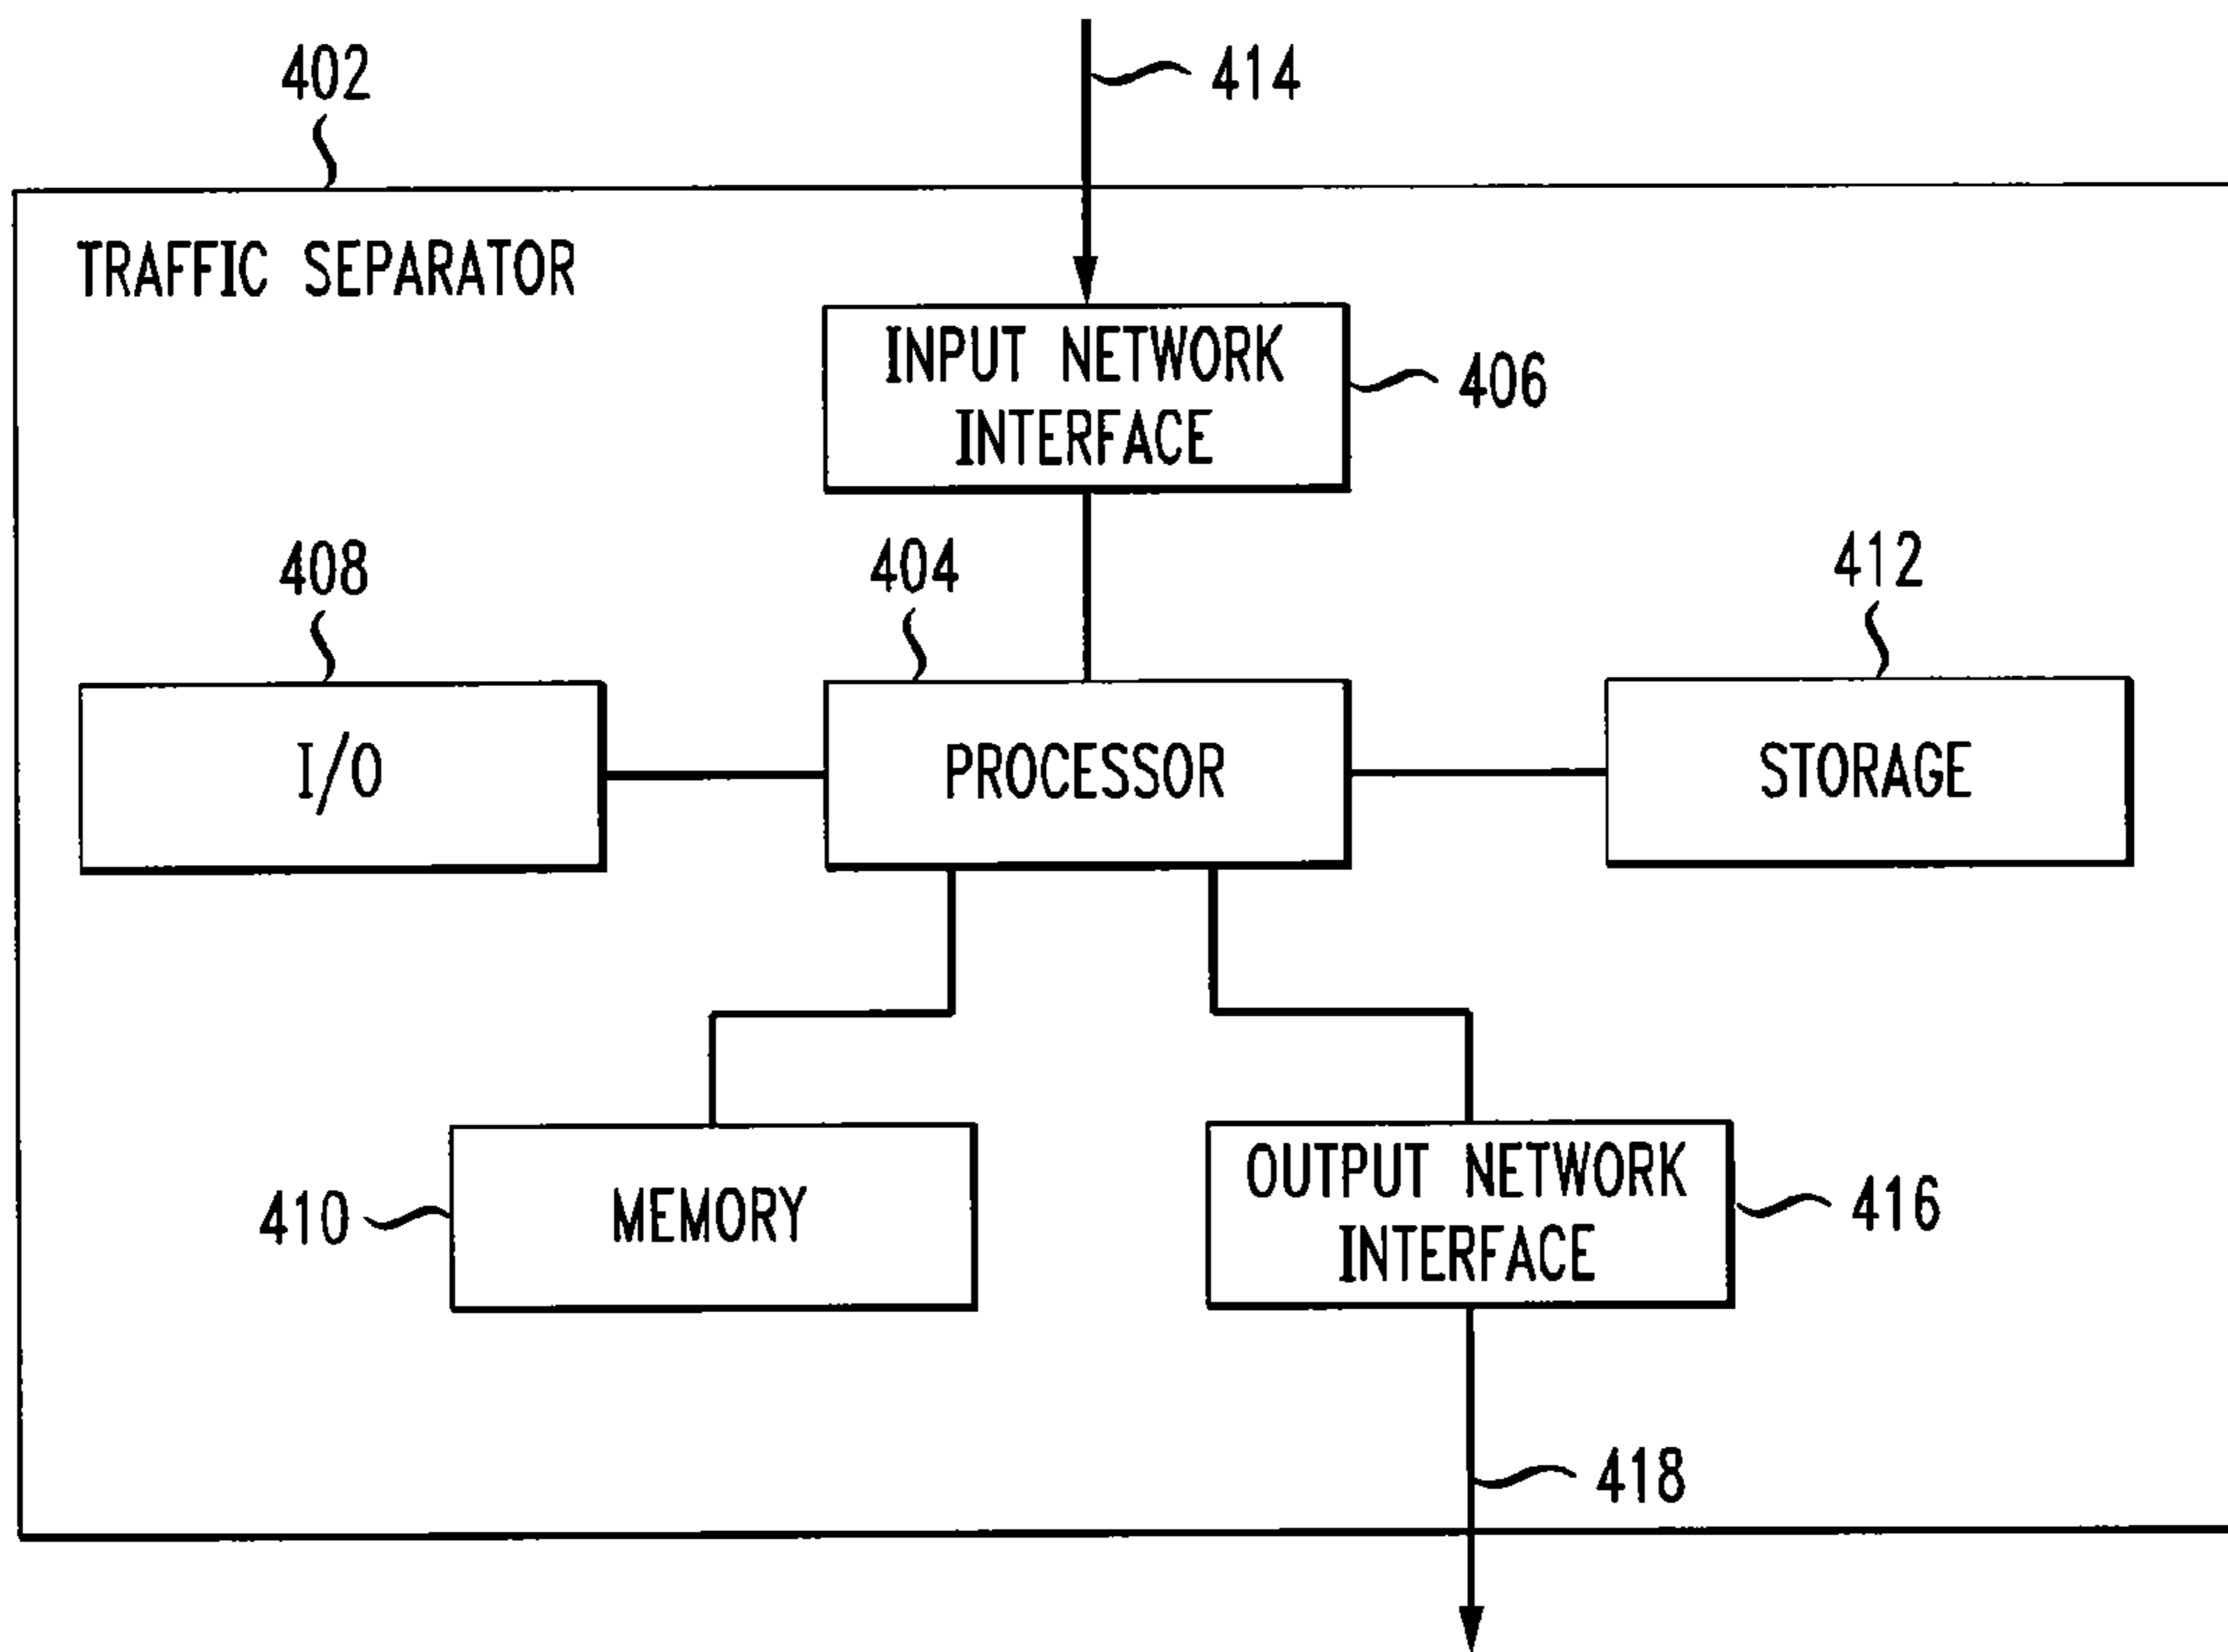 402
414
TRAFFIC SEPARATOR
INPUT NETWORK
INTERFACE
406
408
404
412
I/O
PROCESSOR
STORAGE
410
MEMORY
OUTPUT NETWORK
INTERFACE
416
418